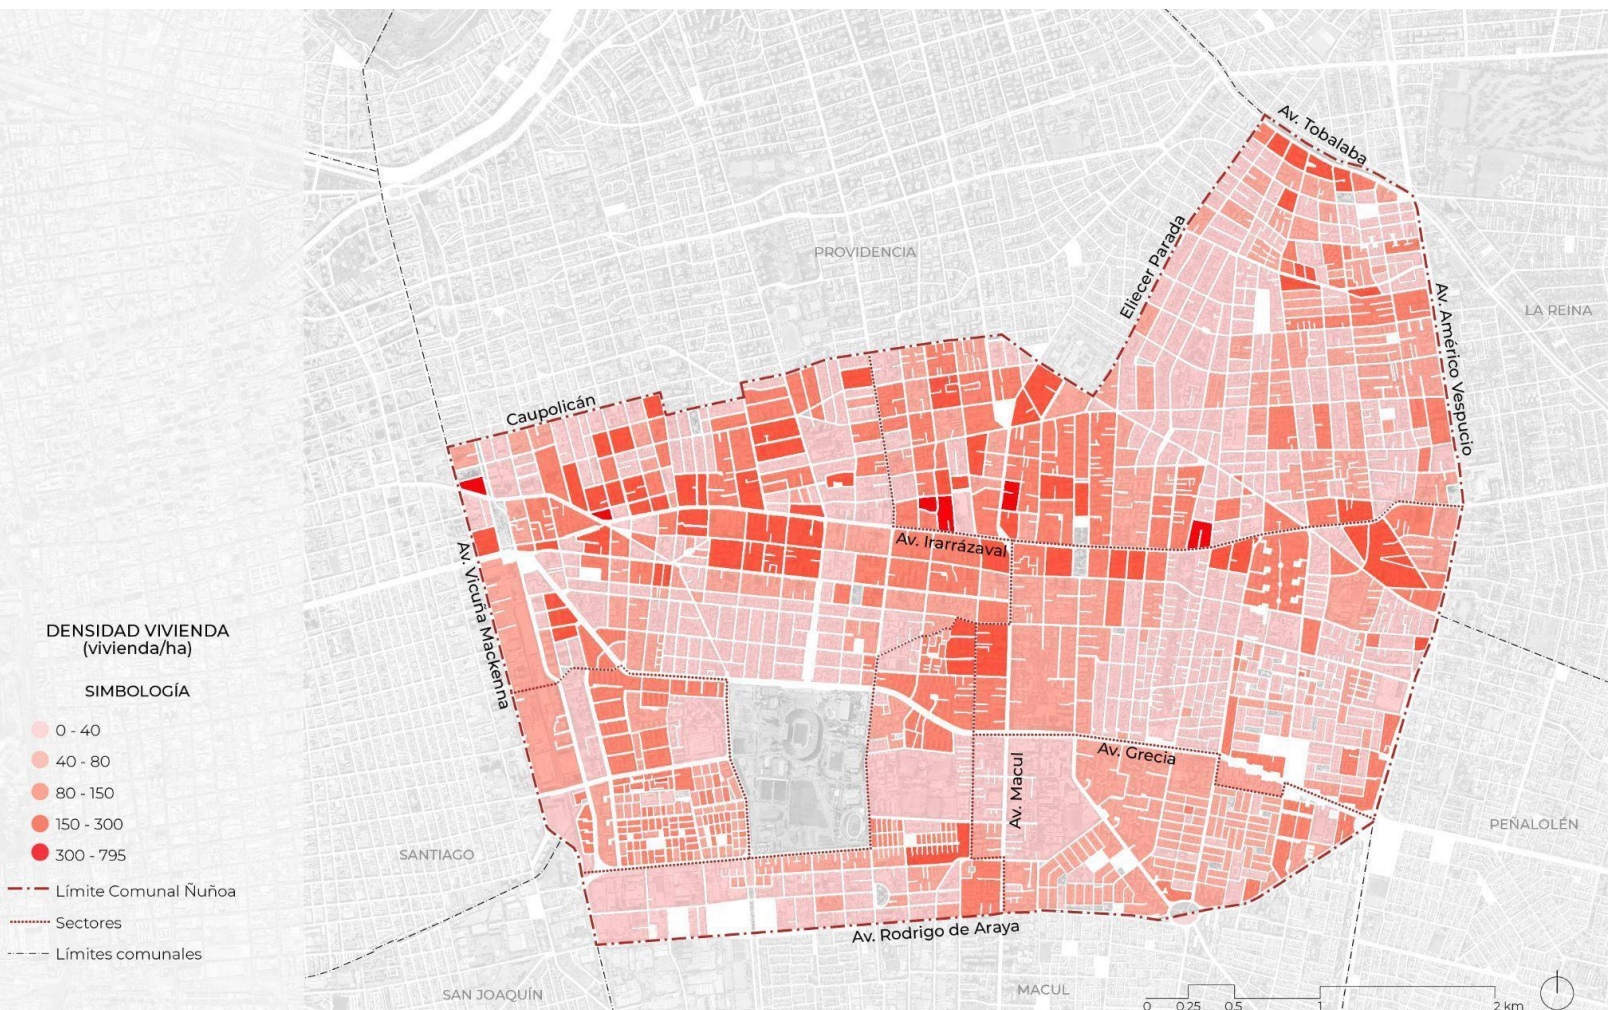 Av. Tobalaba
PROVIDENCIA
Eliecer Parada
LA REINA
Av. Américo Vespucio
Caupolicán
Av. Irarrázaval
Av. Vicuña Mackenna
DENSIDAD VIVIENDA
(vivienda/ha)
SIMBOLOGÍA
0 - 40
40 - 80
80 - 150
150 - 300
300 - 795
Límite Comunal Ñuñoa
Sectores
Límites comunales
Av. Grecia
Av. Macul
SANTIAGO
PEÑALOLÉN
Av. Rodrigo de Araya
SAN JOAQUÍN
MACUL
0 0.25 0.5 1 2 km